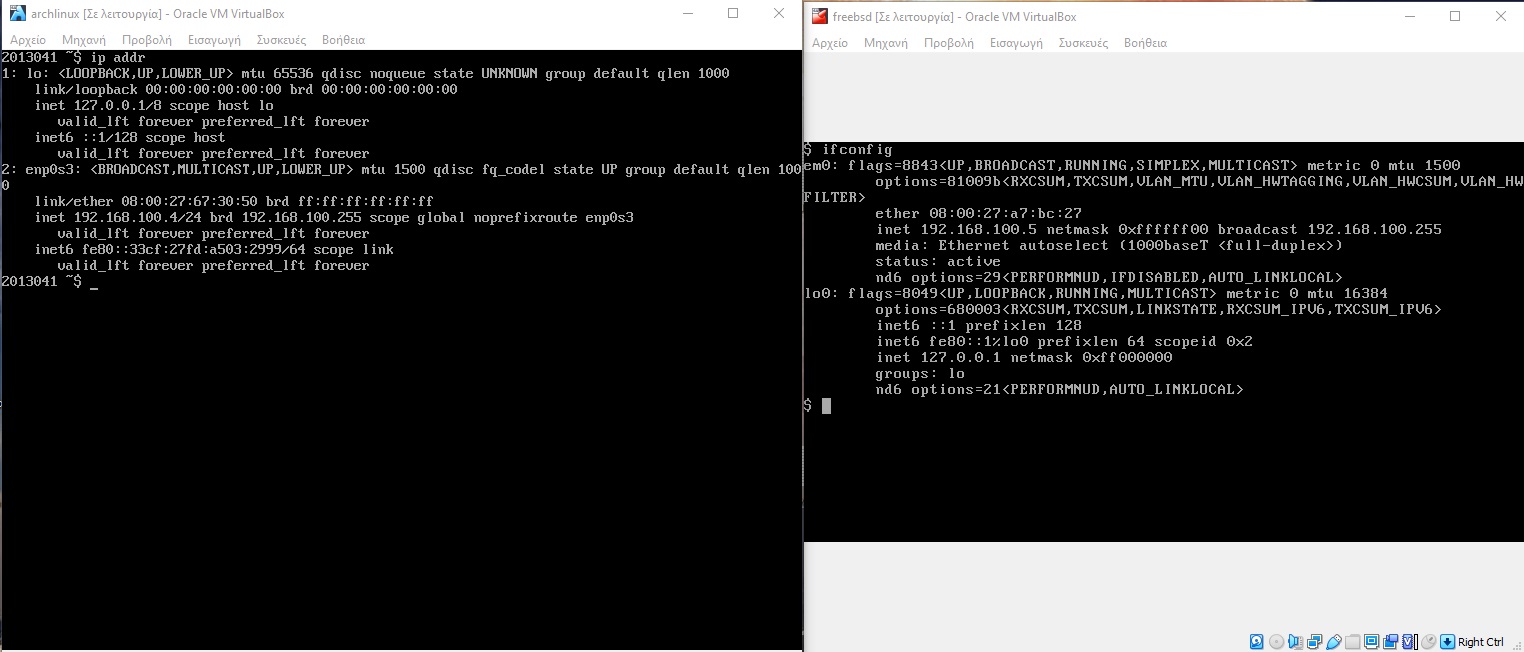 archlinux [Σε λειτουργία] - Oracle VM VirtualBox
Αρχείο Μηχανή Προβολή Εισαγωγή Συσκευές Βοήθεια
2013041 ~$ ip addr
1: lo: <LOOPBACK,UP,LOWER_UP> mtu 65536 qdisc noqueue state UNKNOWN group default qlen 1000
    link/loopback 00:00:00:00:00:00 brd 00:00:00:00:00:00
    inet 127.0.0.1/8 scope host lo
       valid_lft forever preferred_lft forever
    inet6 ::1/128 scope host
       valid_lft forever preferred_lft forever
2: enp0s3: <BROADCAST,MULTICAST,UP,LOWER_UP> mtu 1500 qdisc fq_codel state UP group default qlen 100
0
    link/ether 08:00:27:67:30:50 brd ff:ff:ff:ff:ff:ff
    inet 192.168.100.4/24 brd 192.168.100.255 scope global noprefixroute enp0s3
       valid_lft forever preferred_lft forever
    inet6 fe80::33cf:27fd:a503:2999/64 scope link
       valid_lft forever preferred_lft forever
2013041 ~$ _
freebsd [Σε λειτουργία] - Oracle VM VirtualBox
Αρχείο Μηχανή Προβολή Εισαγωγή Συσκευές Βοήθεια
$ ifconfig
em0: flags=8843<UP,BROADCAST,RUNNING,SIMPLEX,MULTICAST> metric 0 mtu 1500
        options=81009b<RXCSUM,TXCSUM,VLAN_MTU,VLAN_HWTAGGING,VLAN_HWCSUM,VLAN_HW
FILTER>
        ether 08:00:27:a7:bc:27
        inet 192.168.100.5 netmask 0xffffff00 broadcast 192.168.100.255
        media: Ethernet autoselect (1000baseT <full-duplex>)
        status: active
        nd6 options=29<PERFORMNUD,IFDISABLED,AUTO_LINKLOCAL>
lo0: flags=8049<UP,LOOPBACK,RUNNING,MULTICAST> metric 0 mtu 16384
        options=680003<RXCSUM,TXCSUM,LINKSTATE,RXCSUM_IPV6,TXCSUM_IPV6>
        inet6 ::1 prefixlen 128
        inet6 fe80::1%lo0 prefixlen 64 scopeid 0x2
        inet 127.0.0.1 netmask 0xff000000
        groups: lo
        nd6 options=21<PERFORMNUD,AUTO_LINKLOCAL>
$
Right Ctrl